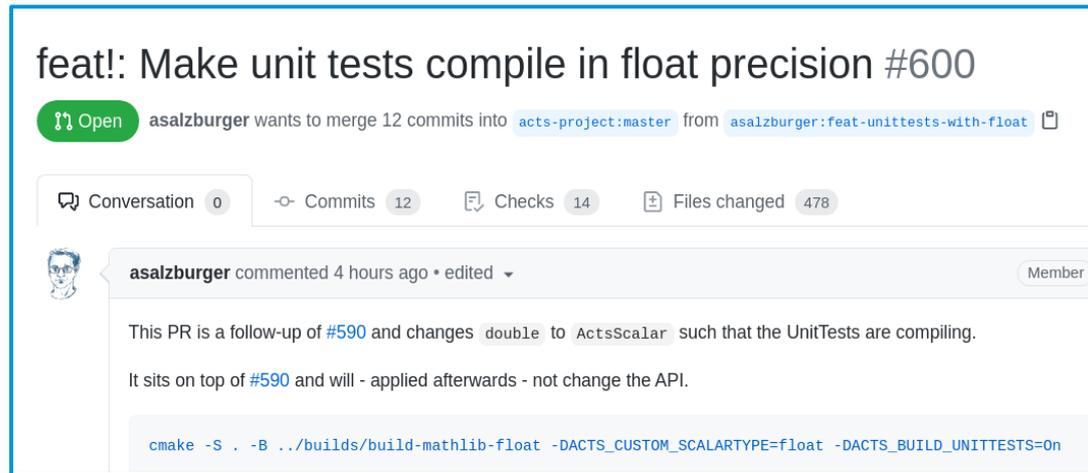 feat!: Make unit tests compile in float precision #600
Open asalzburger wants to merge 12 commits into acts-project:master from asalzburger:feat-unittests-with-float
Conversation 0 Commits 12 Checks 14 Files changed 478
asalzburger commented 4 hours ago • edited Member
This PR is a follow-up of #590 and changes double to ActsScalar such that the UnitTests are compiling.
It sits on top of #590 and will - applied afterwards - not change the API.
cmake -S . -B ../builds/build-mathlib-float -DACTS_CUSTOM_SCALARTYPE=float -DACTS_BUILD_UNITTESTS=On